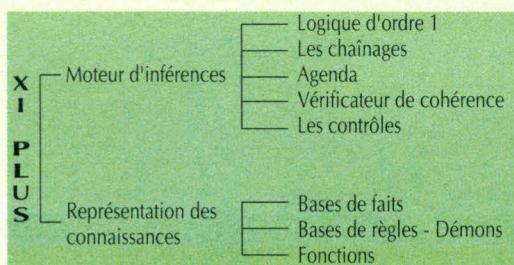 XI PLUS
Moteur d'inférences
Logique d'ordre 1
Les chaînages
Agenda
Vérificateur de cohérence
Les contrôles
Représentation des
connaissances
Bases de faits
Bases de règles - Démons
Fonctions